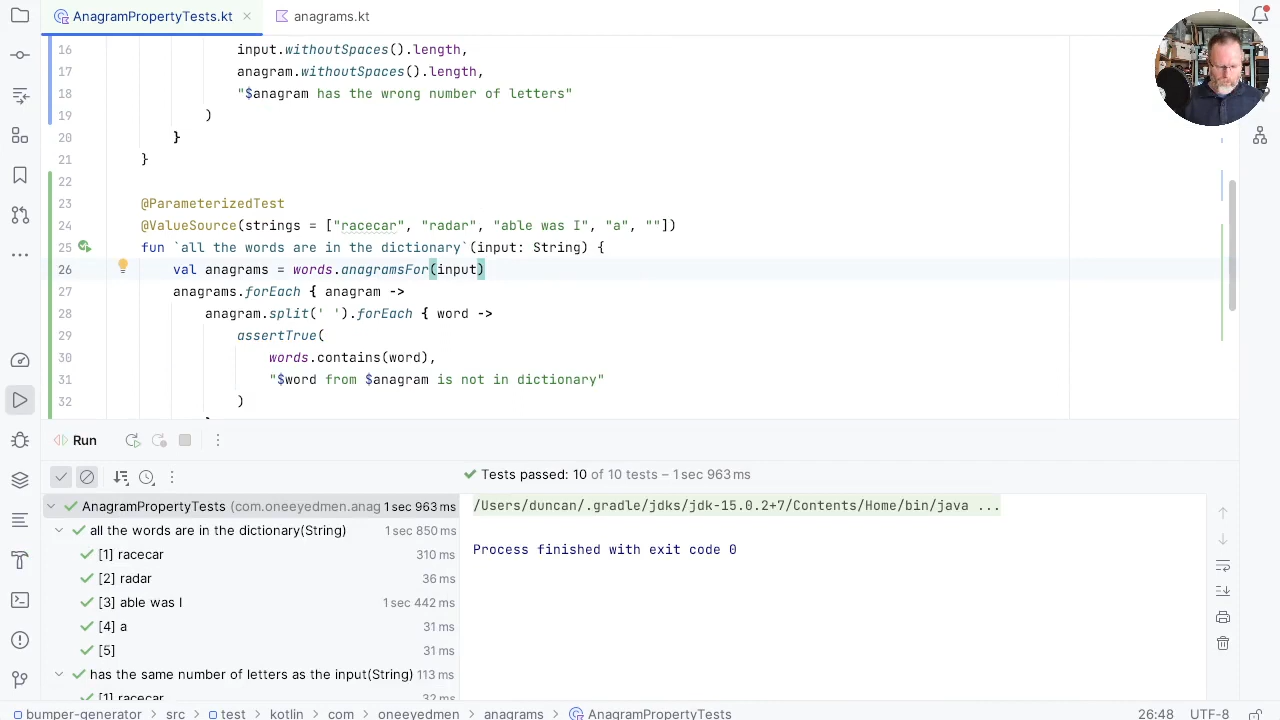 AnagramPropertyTests.kt
anagrams.kt
16 input.withoutSpaces().length,
17 anagram.withoutSpaces().length,
18 "$anagram has the wrong number of letters"
19 )
20 }
21 }
22
23 @ParameterizedTest
24 @ValueSource(strings = ["racecar", "radar", "able was I", "a", ""])
25 fun `all the words are in the dictionary`(input: String) {
26 val anagrams = words.anagramsFor(input)
27 anagrams.forEach { anagram ->
28 anagram.split(' ').forEach { word ->
29 assertTrue(
30 words.contains(word),
31 "$word from $anagram is not in dictionary"
32 )
Run
Tests passed: 10 of 10 tests – 1 sec 963 ms
AnagramPropertyTests (com.oneeyedmen.anag 1 sec 963 ms
all the words are in the dictionary(String) 1 sec 850 ms
[1] racecar 310 ms
[2] radar 36 ms
[3] able was I 1 sec 442 ms
[4] a 31 ms
[5] 31 ms
has the same number of letters as the input(String) 113 ms
[1] racecar 32 ms
/Users/duncan/.gradle/jdks/jdk-15.0.2+7/Contents/Home/bin/java ...
Process finished with exit code 0
bumper-generator > src > test > kotlin > com > oneeyedmen > anagrams > AnagramPropertyTests 26:48 UTF-8